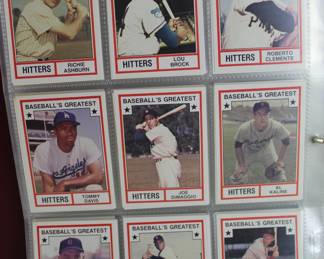 HITTERS RICHIE
ASHBURN
HITTERS LOU
BROCK
HITTERS ROBERTO
CLEMENTE
BASEBALL'S GREATEST
HITTERS TOMMY
DAVIS
BASEBALL'S GREATEST
HITTERS JOE
DiMAGGIO
BASEBALL'S GREATEST
HITTERS AL
KALINE
BASEBALL'S GREATEST
BASEBALL'S GREATEST
BASEBALL'S GREATEST